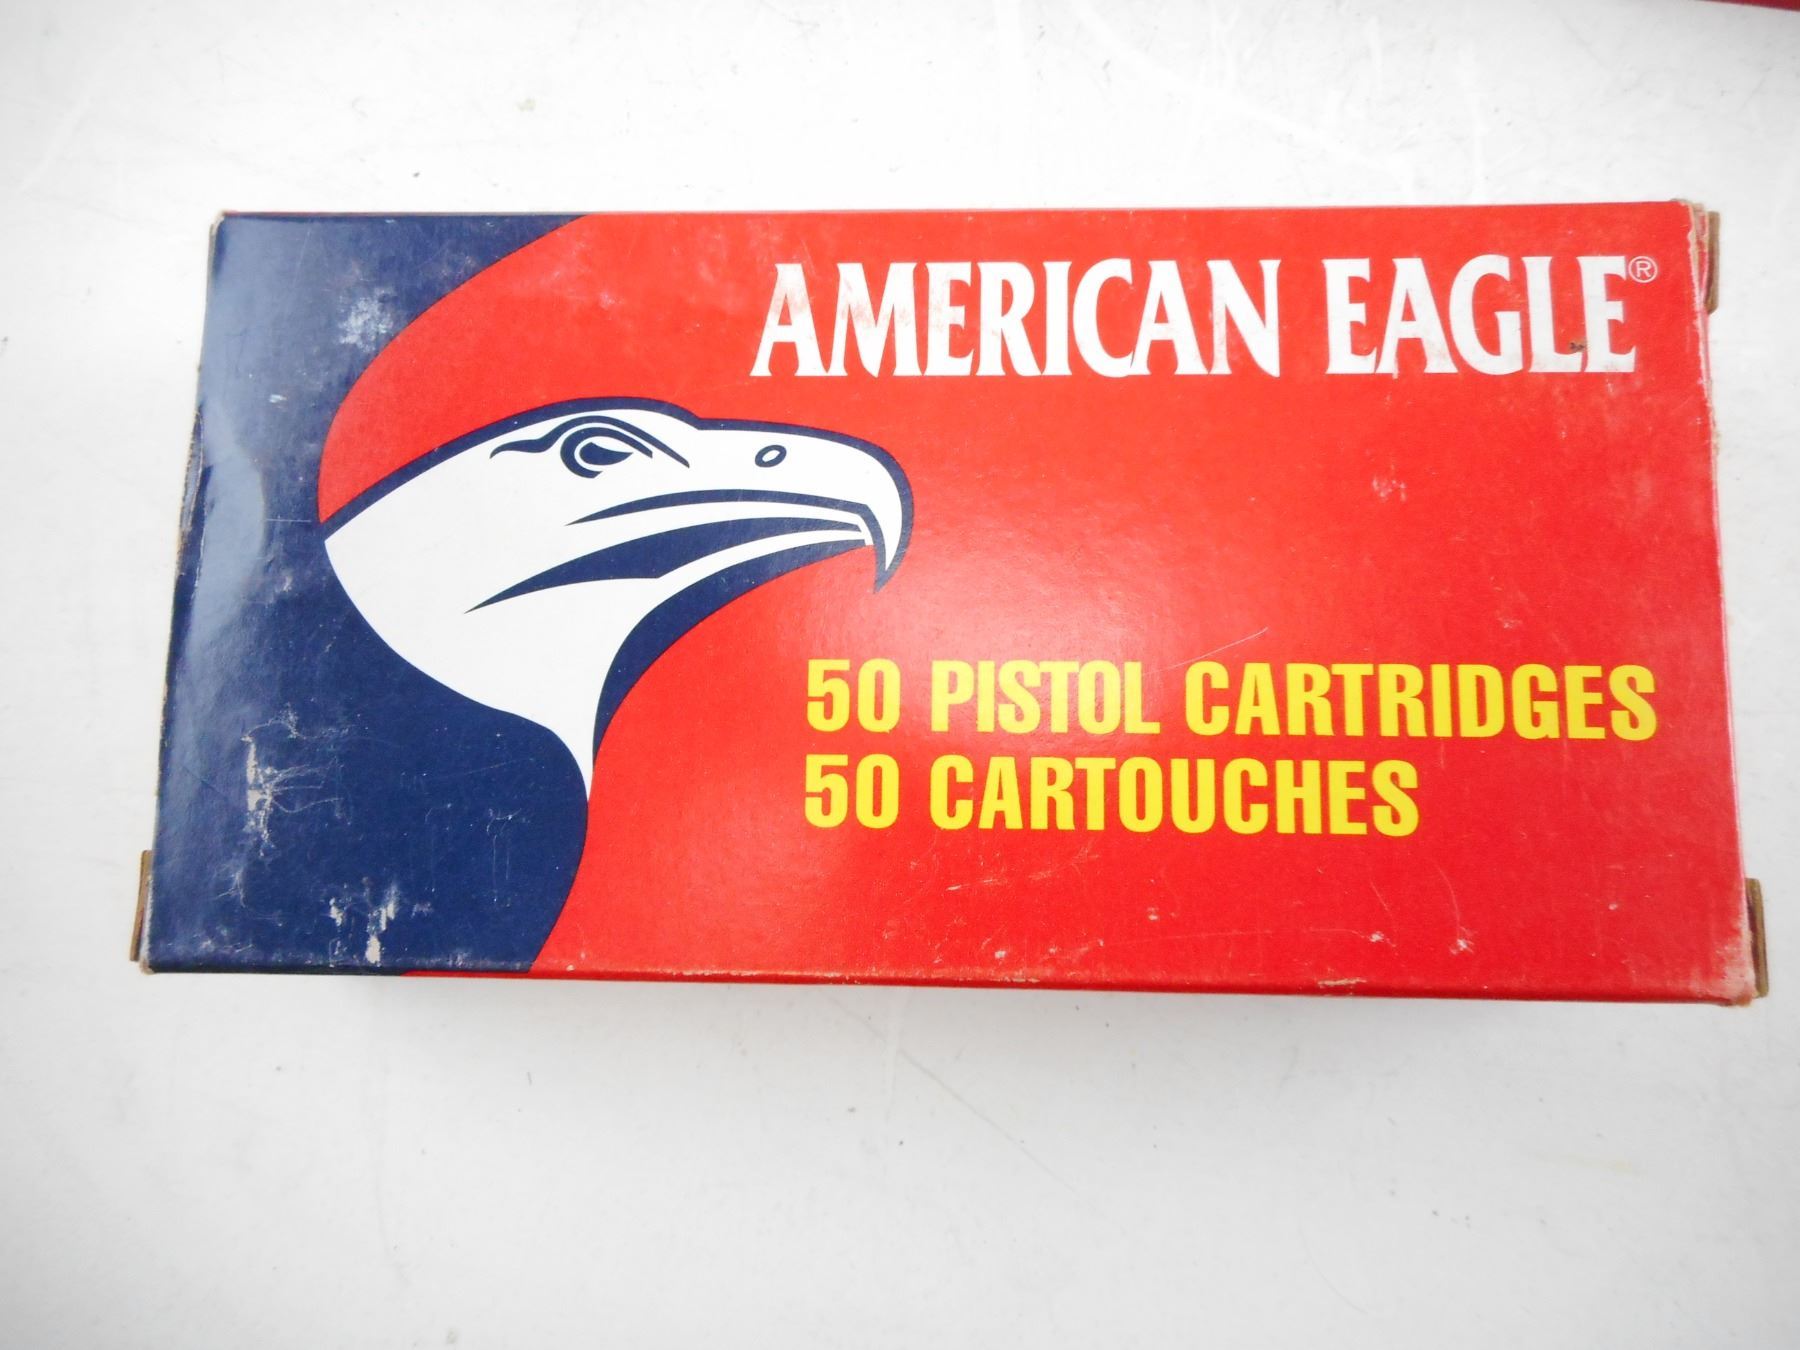 AMERICAN EAGLE®
50 PISTOL CARTRIDGES
50 CARTOUCHES